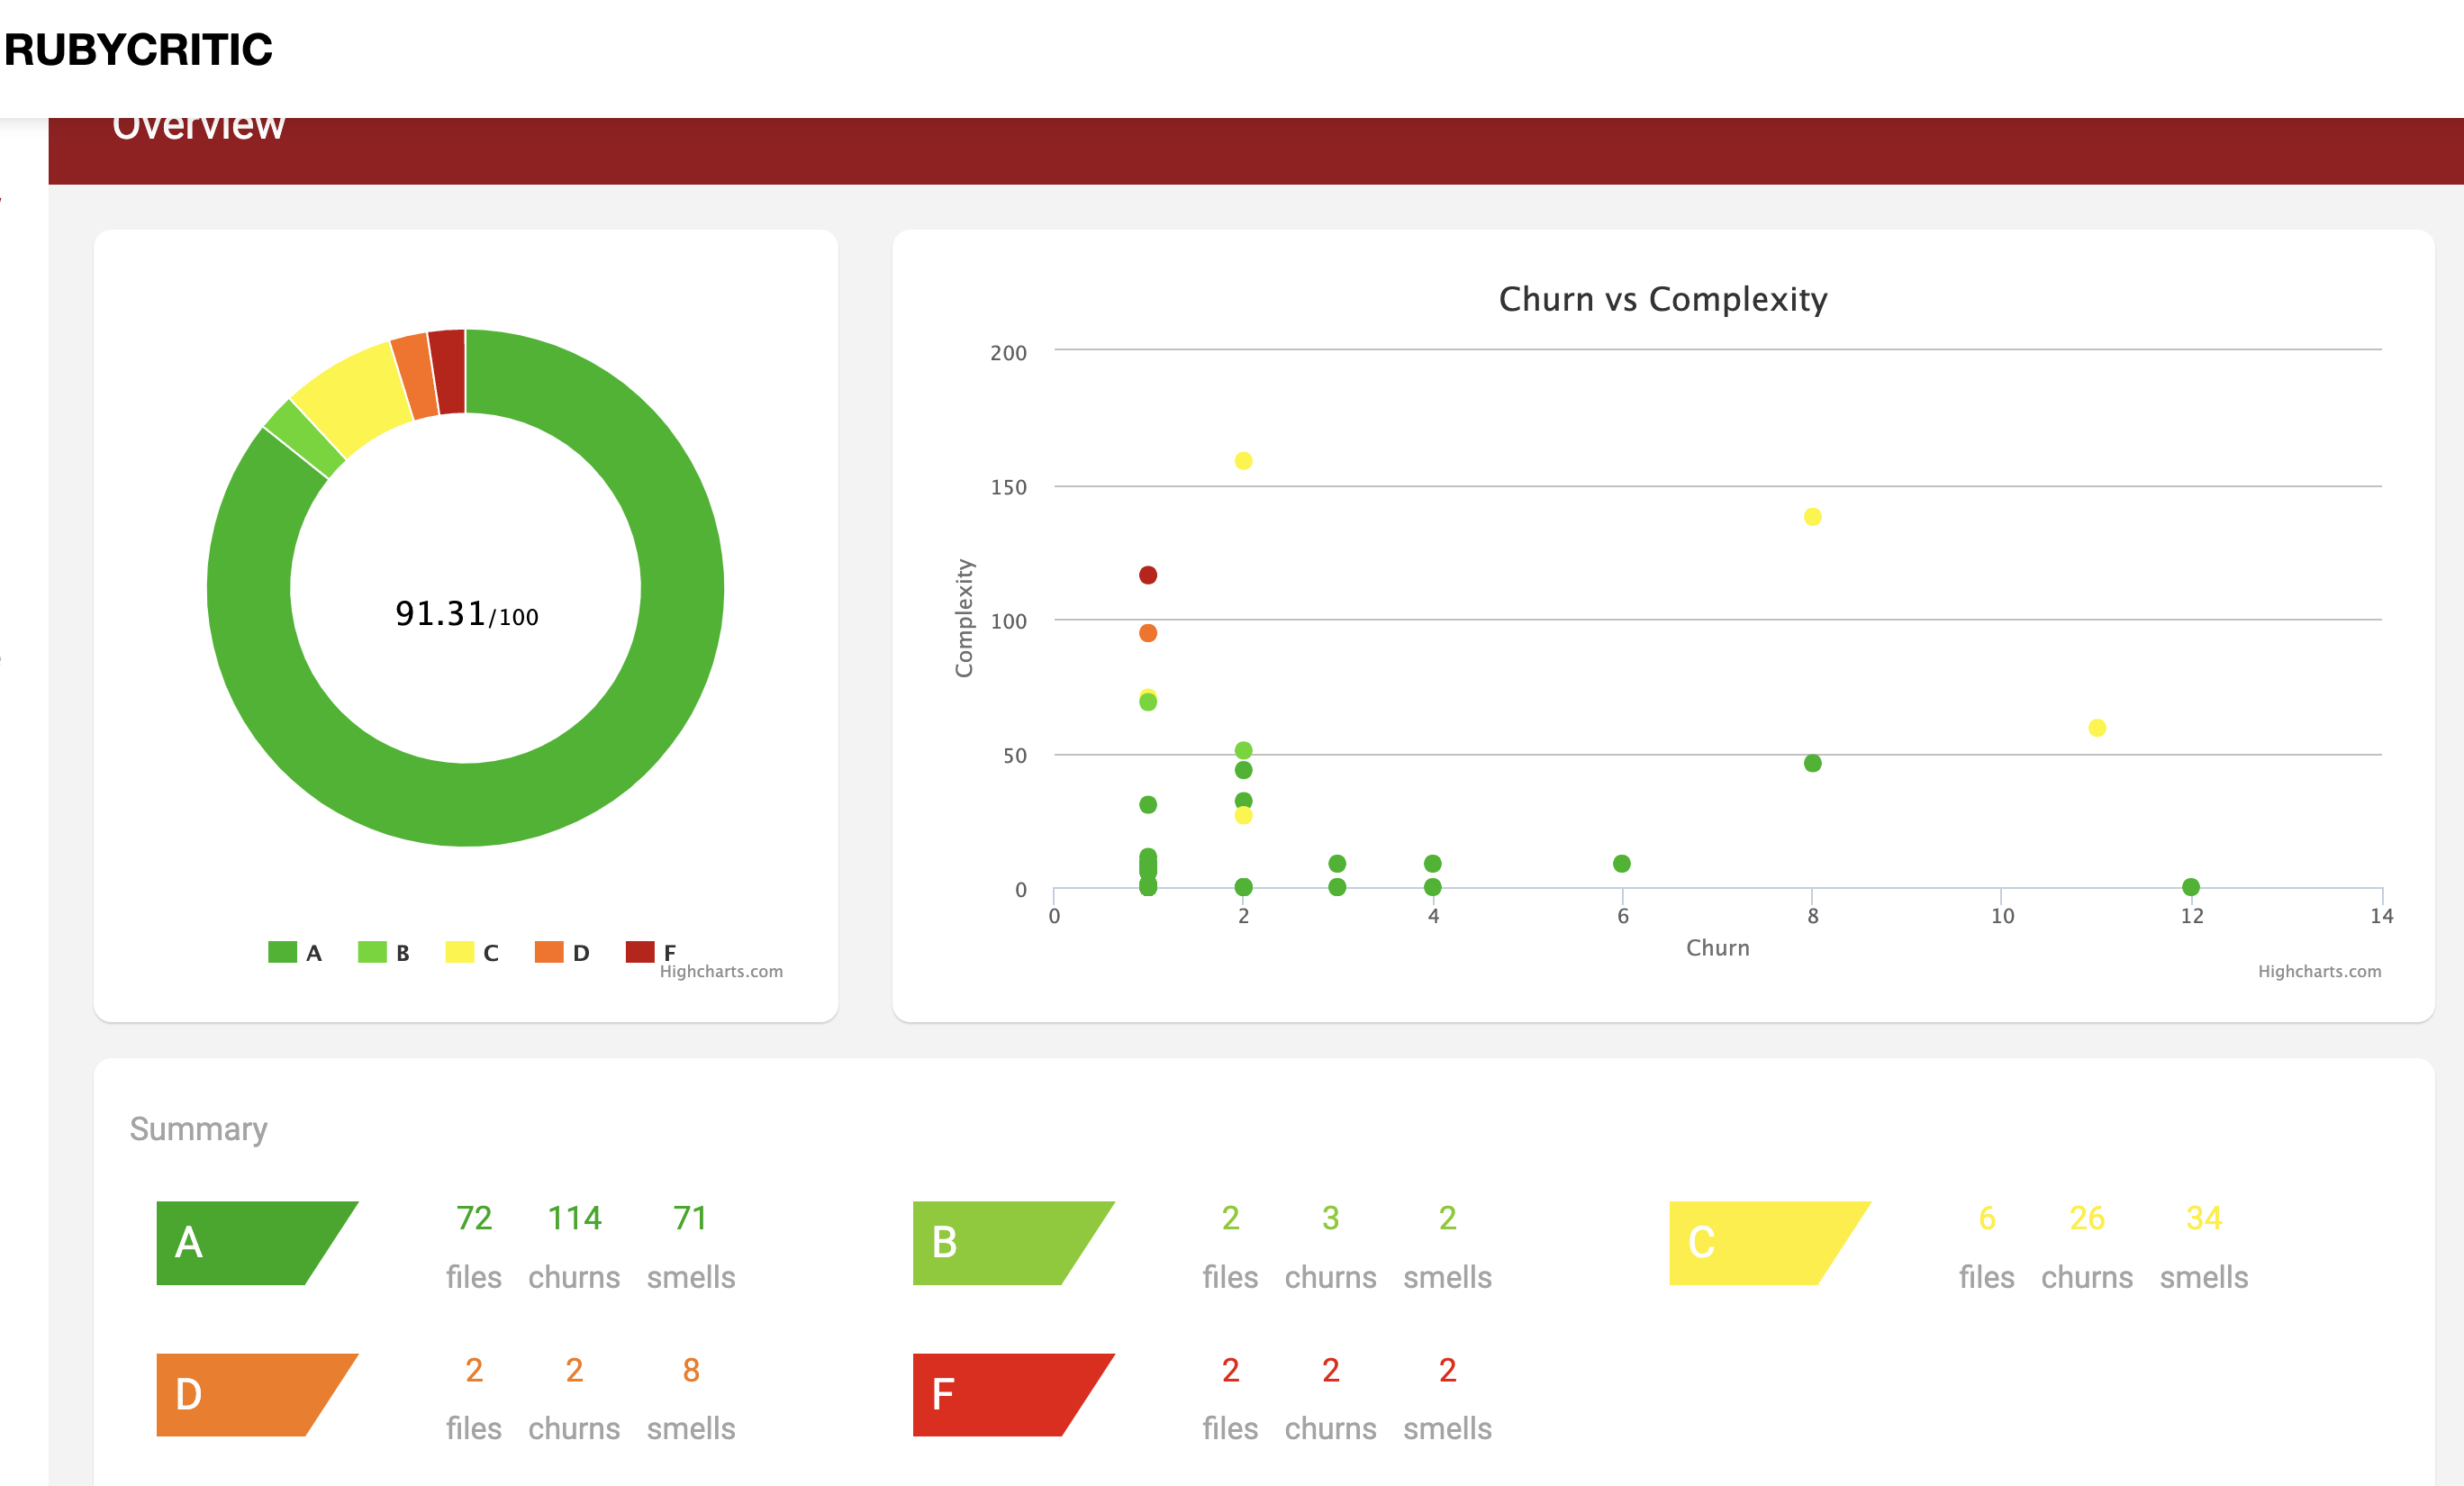 RUBYCRITIC
Overview
91.31/100
A B C D F
Highcharts.com
Churn vs Complexity
200
150
100
50
0
Complexity
0 2 4 6 8 10 12 14
Churn
Highcharts.com
Summary
A 72 files 114 churns 71 smells
B 2 files 3 churns 2 smells
C 6 files 26 churns 34 smells
D 2 files 2 churns 8 smells
F 2 files 2 churns 2 smells